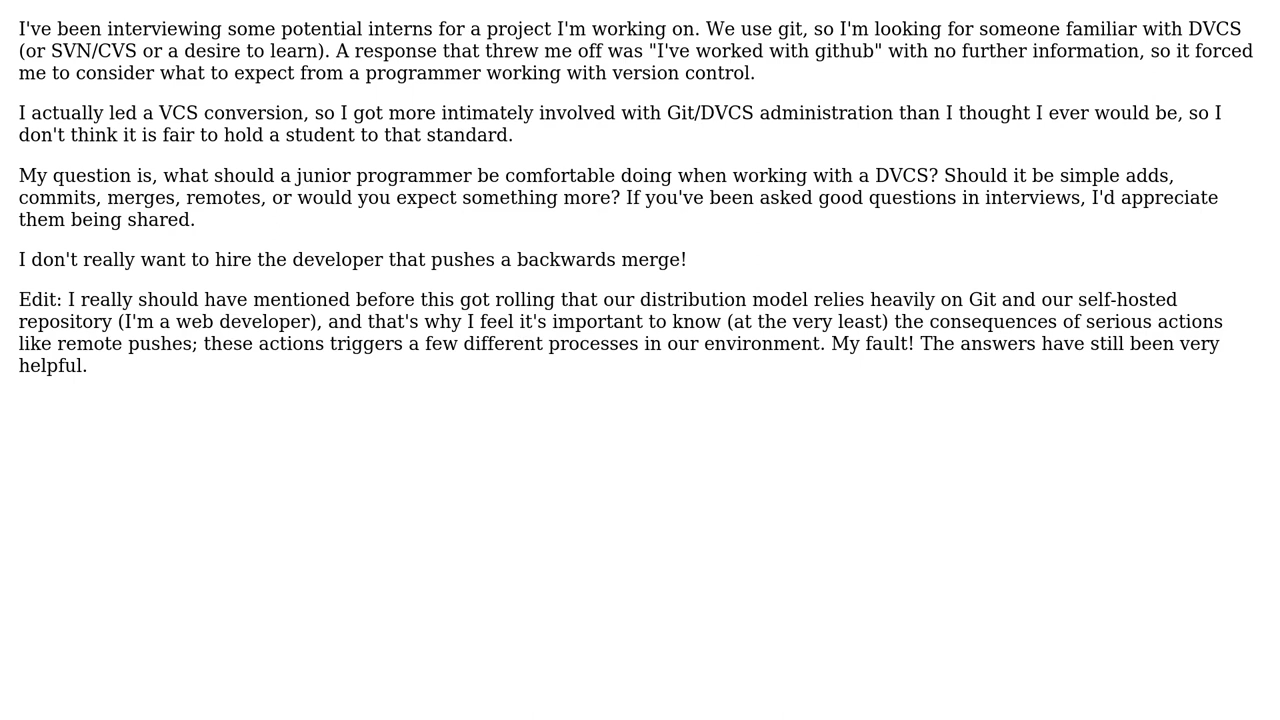 I've been interviewing some potential interns for a project I'm working on. We use git, so I'm looking for someone familiar with DVCS
(or SVN/CVS or a desire to learn). A response that threw me off was "I've worked with github" with no further information, so it forced
me to consider what to expect from a programmer working with version control.
I actually led a VCS conversion, so I got more intimately involved with Git/DVCS administration than I thought I ever would be, so I
don't think it is fair to hold a student to that standard.
My question is, what should a junior programmer be comfortable doing when working with a DVCS? Should it be simple adds,
commits, merges, remotes, or would you expect something more? If you've been asked good questions in interviews, I'd appreciate
them being shared.
I don't really want to hire the developer that pushes a backwards merge!
Edit: I really should have mentioned before this got rolling that our distribution model relies heavily on Git and our self-hosted
repository (I'm a web developer), and that's why I feel it's important to know (at the very least) the consequences of serious actions
like remote pushes; these actions triggers a few different processes in our environment. My fault! The answers have still been very
helpful.